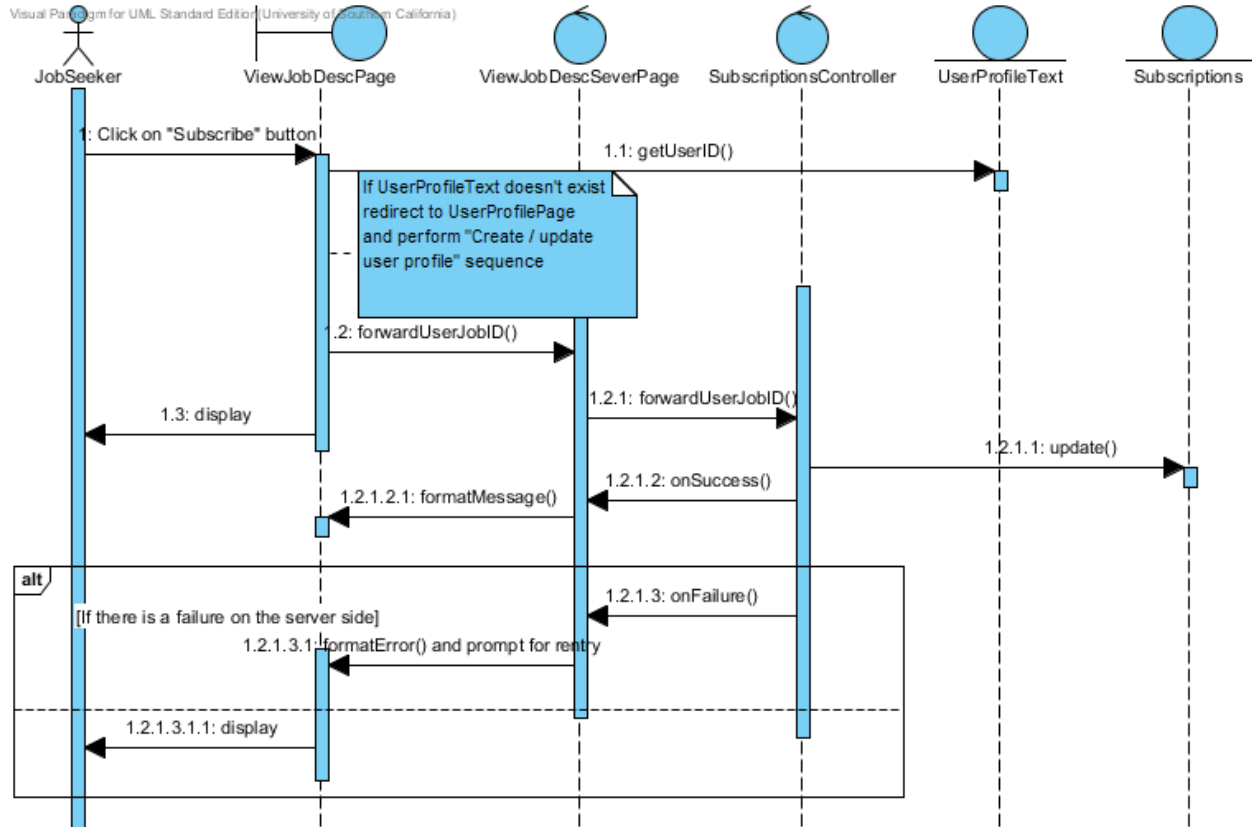 Visual Paradigm for UML Standard Edition(University of Southern California)
JobSeeker
ViewJobDescPage
ViewJobDescSeverPage
SubscriptionsController
UserProfileText
Subscriptions
1: Click on "Subscribe" button
1.1: getUserID()
If UserProfileText doesn't exist
redirect to UserProfilePage
and perform "Create / update
user profile" sequence
1.2: forwardUserJobID()
1.2.1: forwardUserJobID()
1.3: display
1.2.1.1: update()
1.2.1.2: onSuccess()
1.2.1.2.1: formatMessage()
alt
1.2.1.3: onFailure()
[If there is a failure on the server side]
1.2.1.3.1: formatError() and prompt for rentry
1.2.1.3.1.1: display